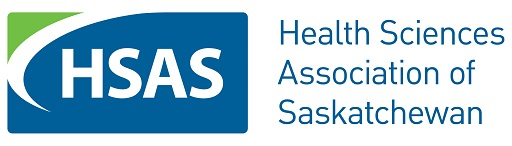 HSAS
Health Sciences
Association of
Saskatchewan